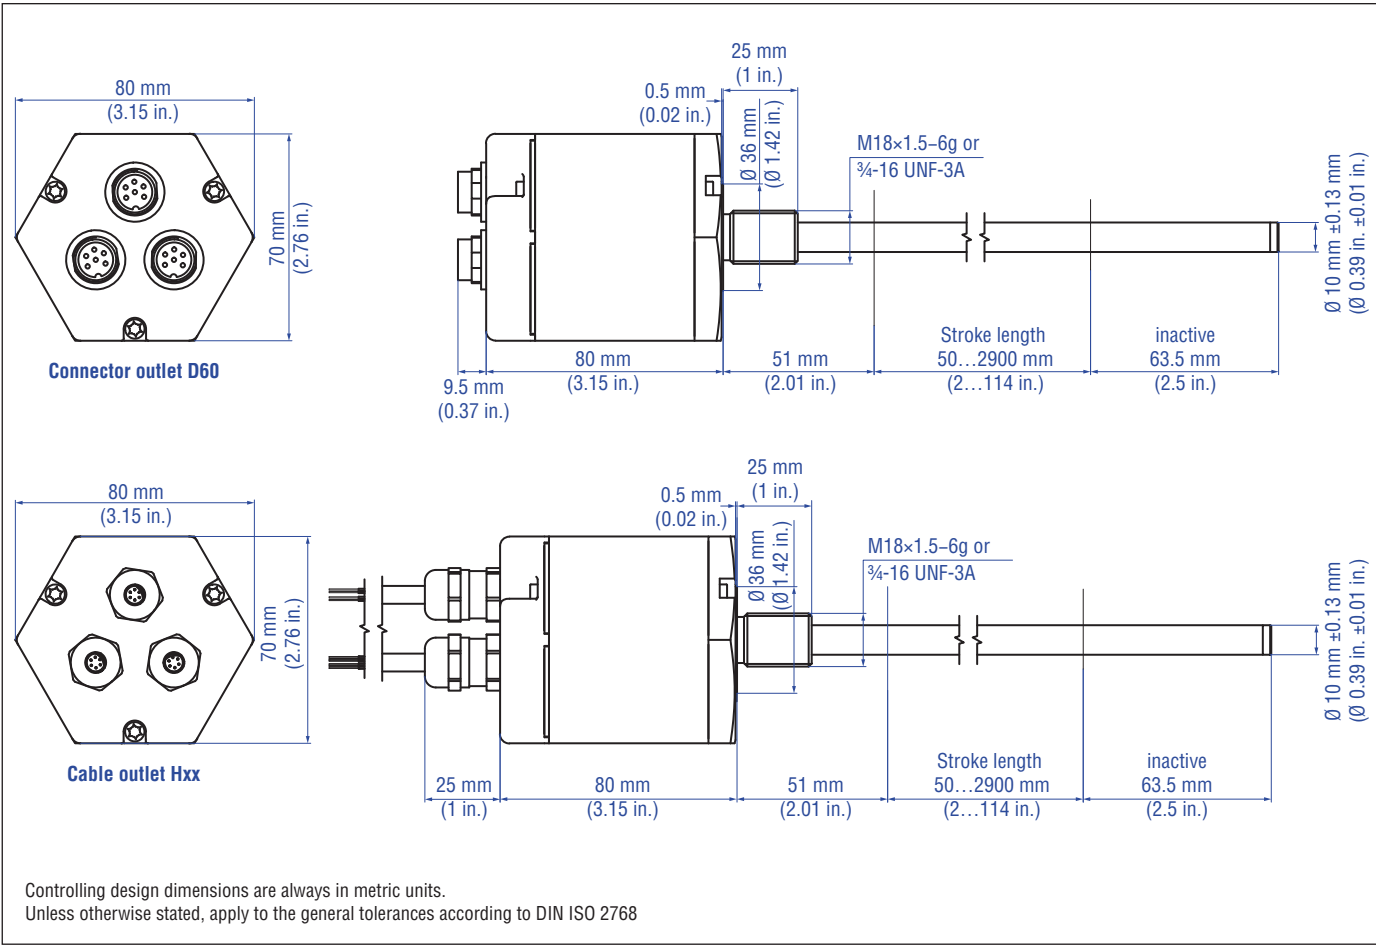 80 mm
(3.15 in.)
70 mm
(2.76 in.)
Connector outlet D60
25 mm
(1 in.)
0.5 mm
(0.02 in.)
Ø 36 mm
(Ø 1.42 in.)
M18×1.5–6g or
¾-16 UNF-3A
Ø 10 mm ±0.13 mm
(Ø 0.39 in. ±0.01 in.)
9.5 mm
(0.37 in.)
80 mm
(3.15 in.)
51 mm
(2.01 in.)
Stroke length
50…2900 mm
(2…114 in.)
inactive
63.5 mm
(2.5 in.)
80 mm
(3.15 in.)
70 mm
(2.76 in.)
Cable outlet Hxx
25 mm
(1 in.)
0.5 mm
(0.02 in.)
Ø 36 mm
(Ø 1.42 in.)
M18×1.5–6g or
¾-16 UNF-3A
Ø 10 mm ±0.13 mm
(Ø 0.39 in. ±0.01 in.)
25 mm
(1 in.)
80 mm
(3.15 in.)
51 mm
(2.01 in.)
Stroke length
50…2900 mm
(2…114 in.)
inactive
63.5 mm
(2.5 in.)
Controlling design dimensions are always in metric units.
Unless otherwise stated, apply to the general tolerances according to DIN ISO 2768